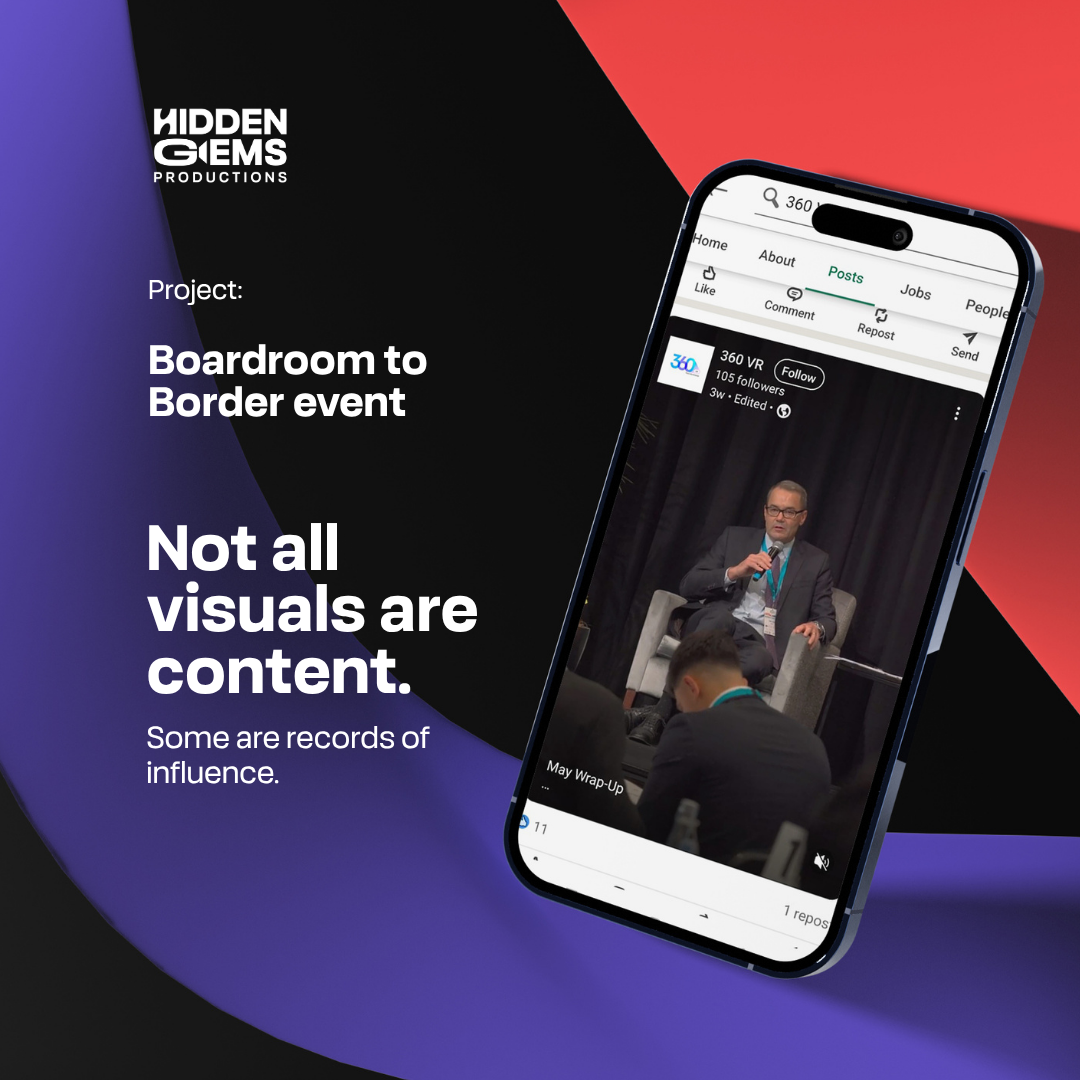 HIDDEN
GEMS
PRODUCTIONS
Project:
Boardroom to
Border event
Not all
visuals are
content.
Some are records of
influence.
360
Home About Posts Jobs People
Like Comment Repost Send
360
360 VR Follow
105 followers
3w • Edited •
May Wrap-Up
...
11
1 repos